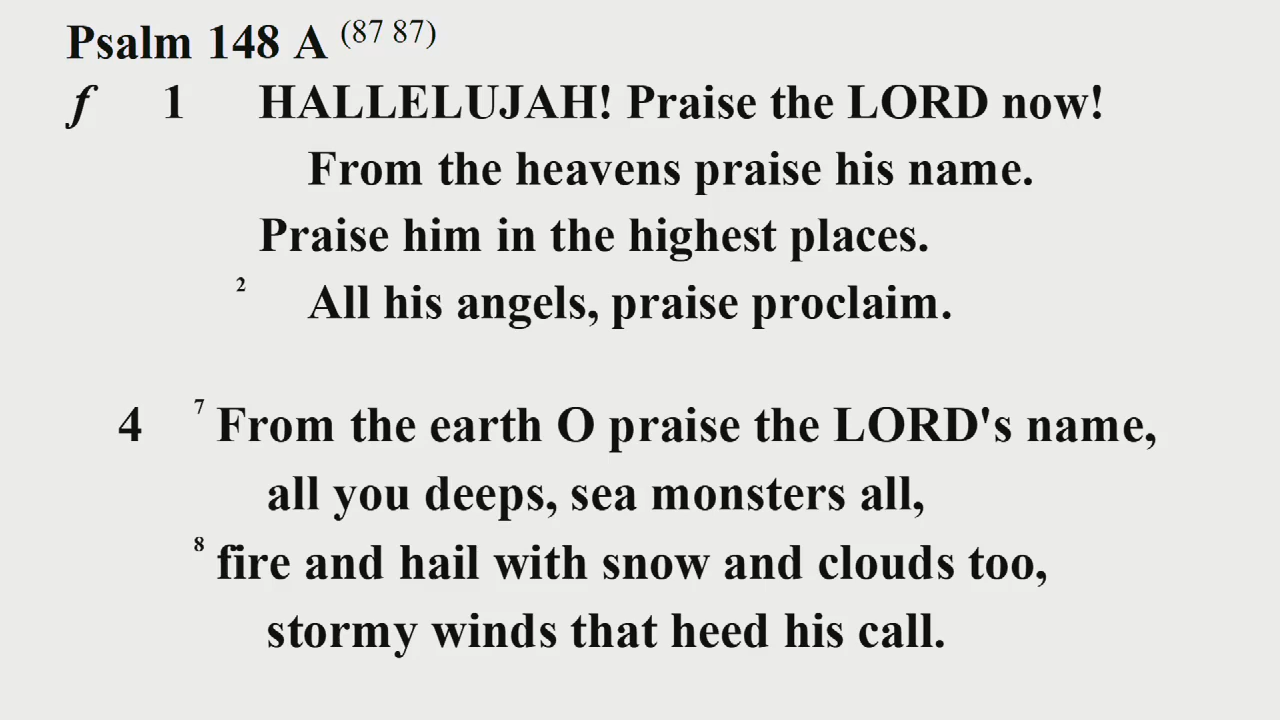 Psalm 148 A (87 87)
f 1 HALLELUJAH! Praise the LORD now!
From the heavens praise his name.
Praise him in the highest places.
2 All his angels, praise proclaim.
4 7 From the earth O praise the LORD's name,
all you deeps, sea monsters all,
8 fire and hail with snow and clouds too,
stormy winds that heed his call.